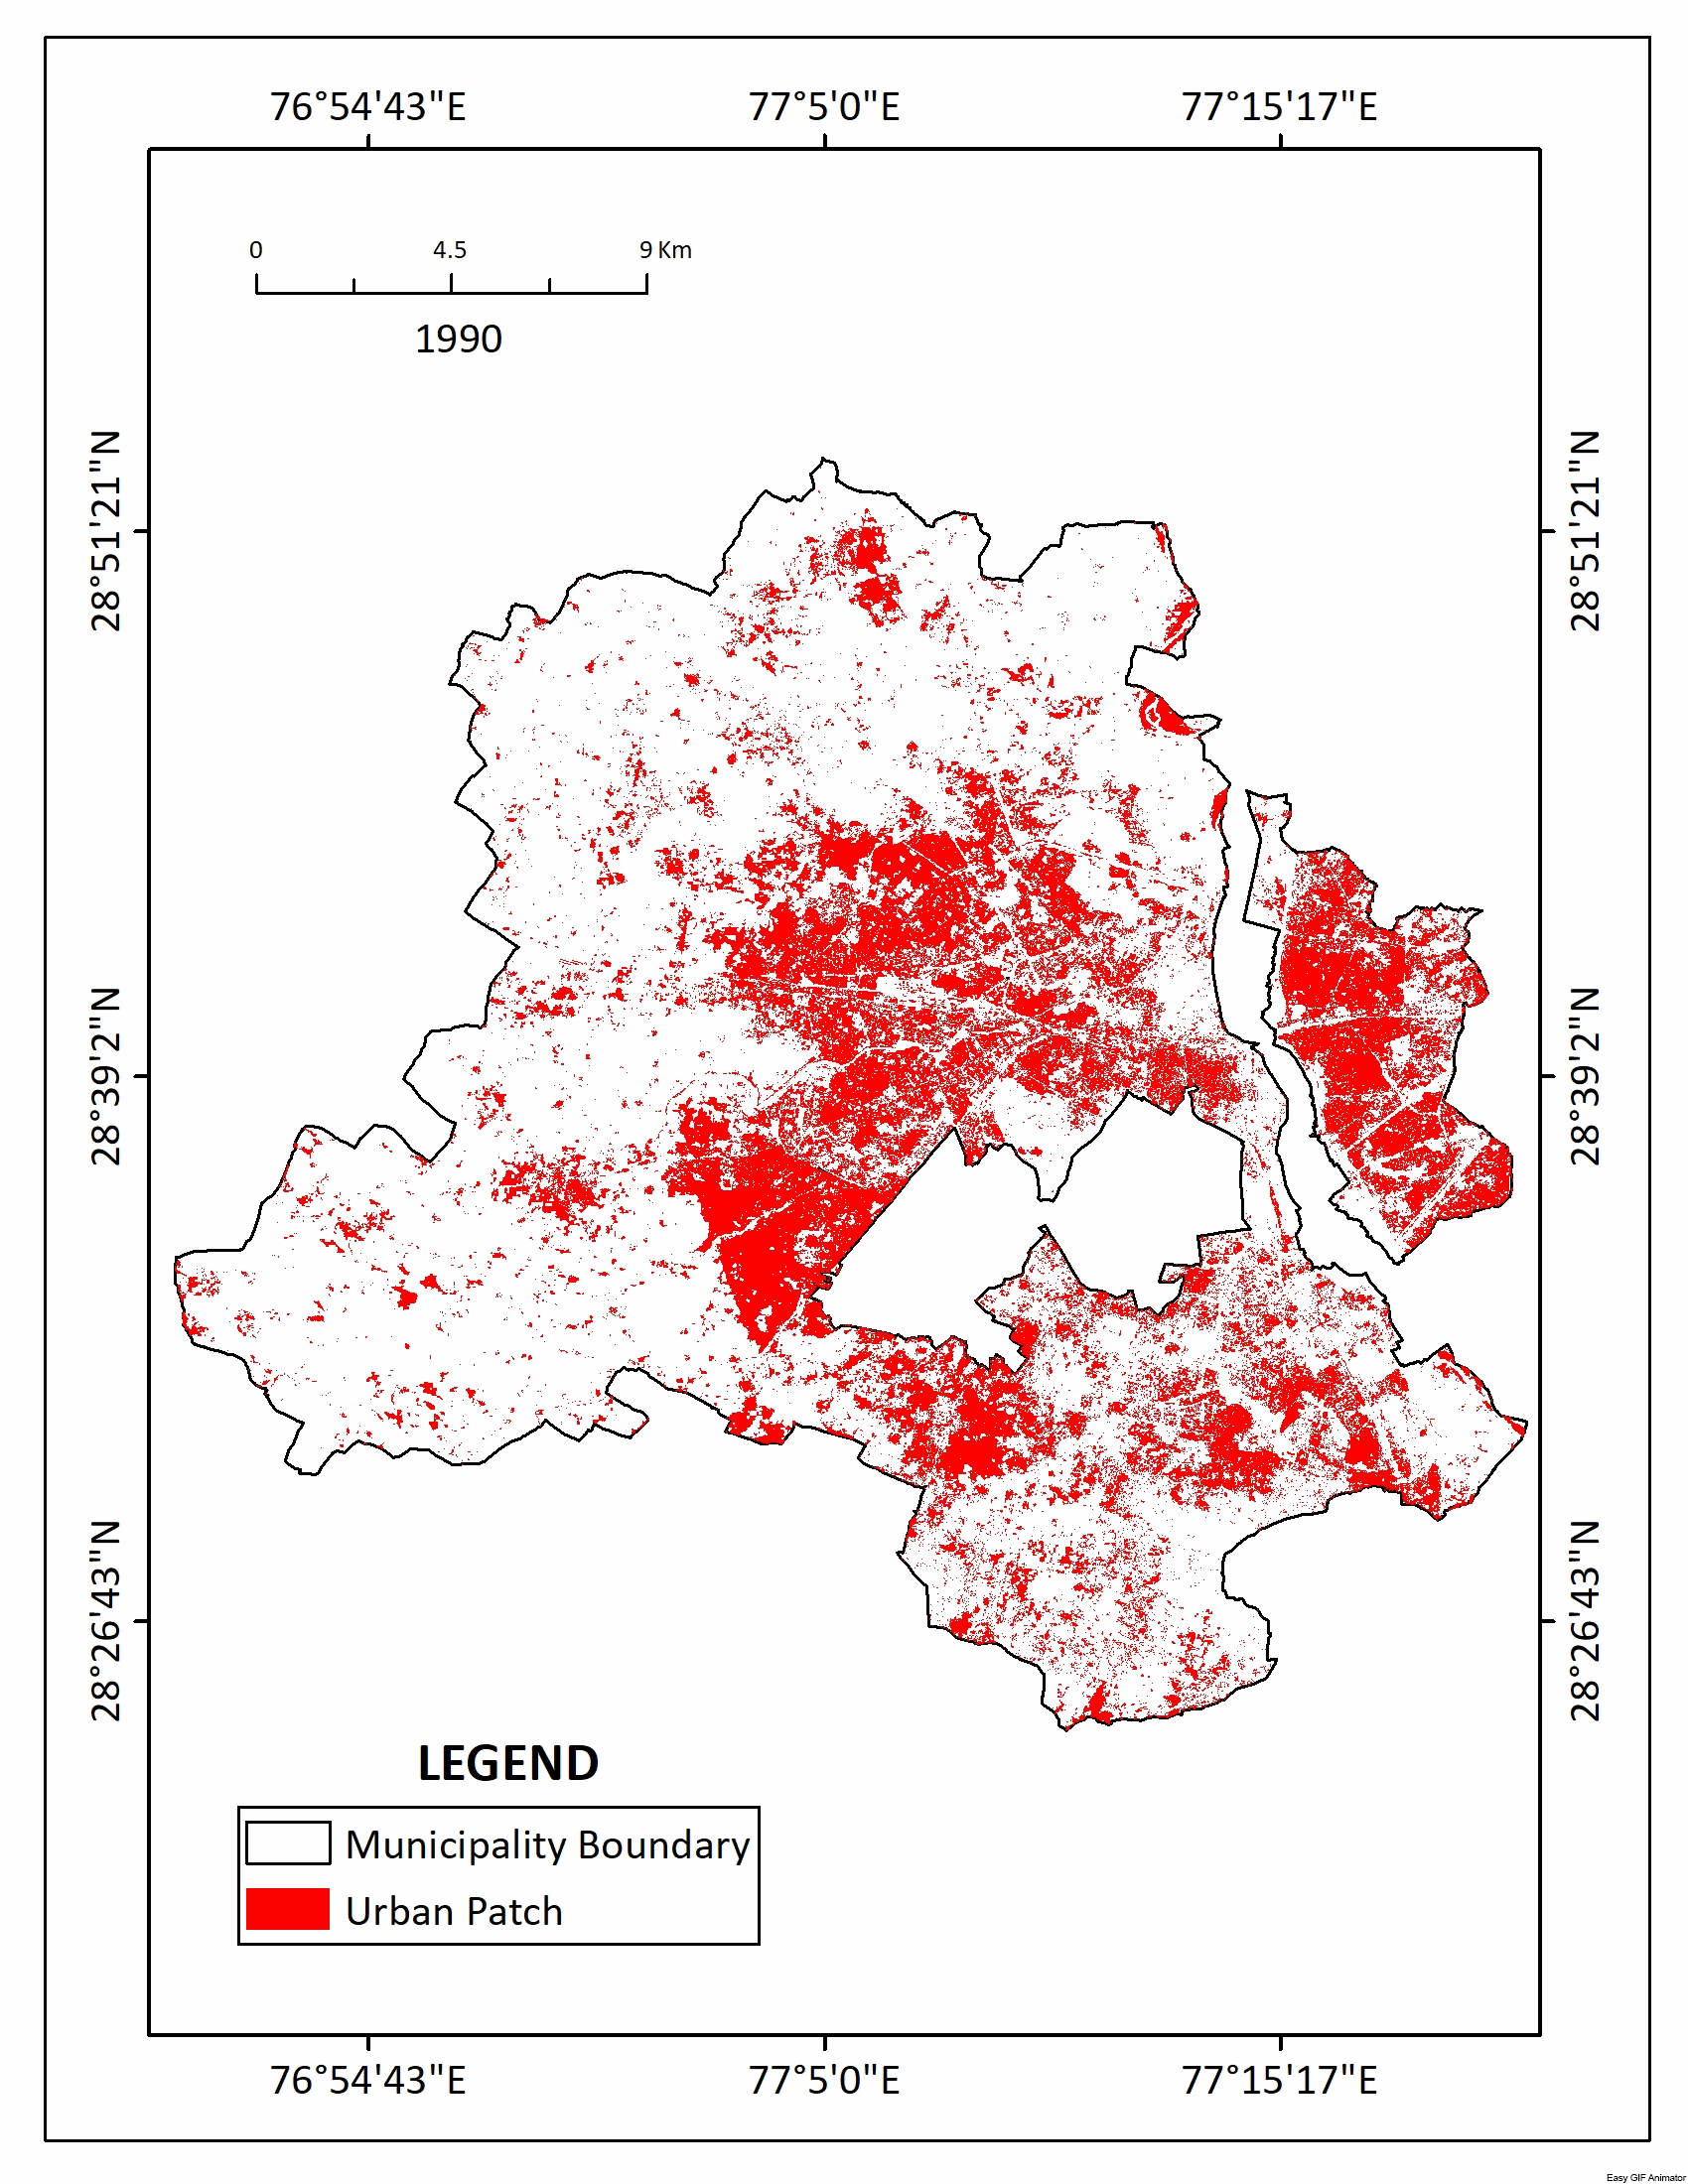 76°54'43"E 77°5'0"E 77°15'17"E
0 4.5 9 Km
1990
28°51'21"N 28°51'21"N
28°39'2"N 28°39'2"N
28°26'43"N 28°26'43"N
LEGEND
Municipality Boundary
Urban Patch
76°54'43"E 77°5'0"E 77°15'17"E
Easy GIF Animator